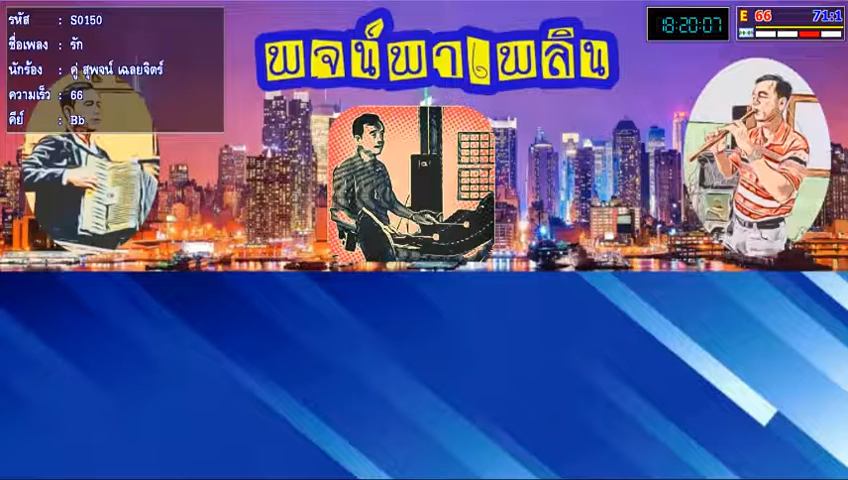 รหัส : S0150
ชื่อเพลง : รัก
นักร้อง : คู่ สุพจน์ เฉลยจิตร์
ความเร็ว : 66
คีย์ : Bb
พจน์พาเพลิน
18:20:07
E 66 71:1